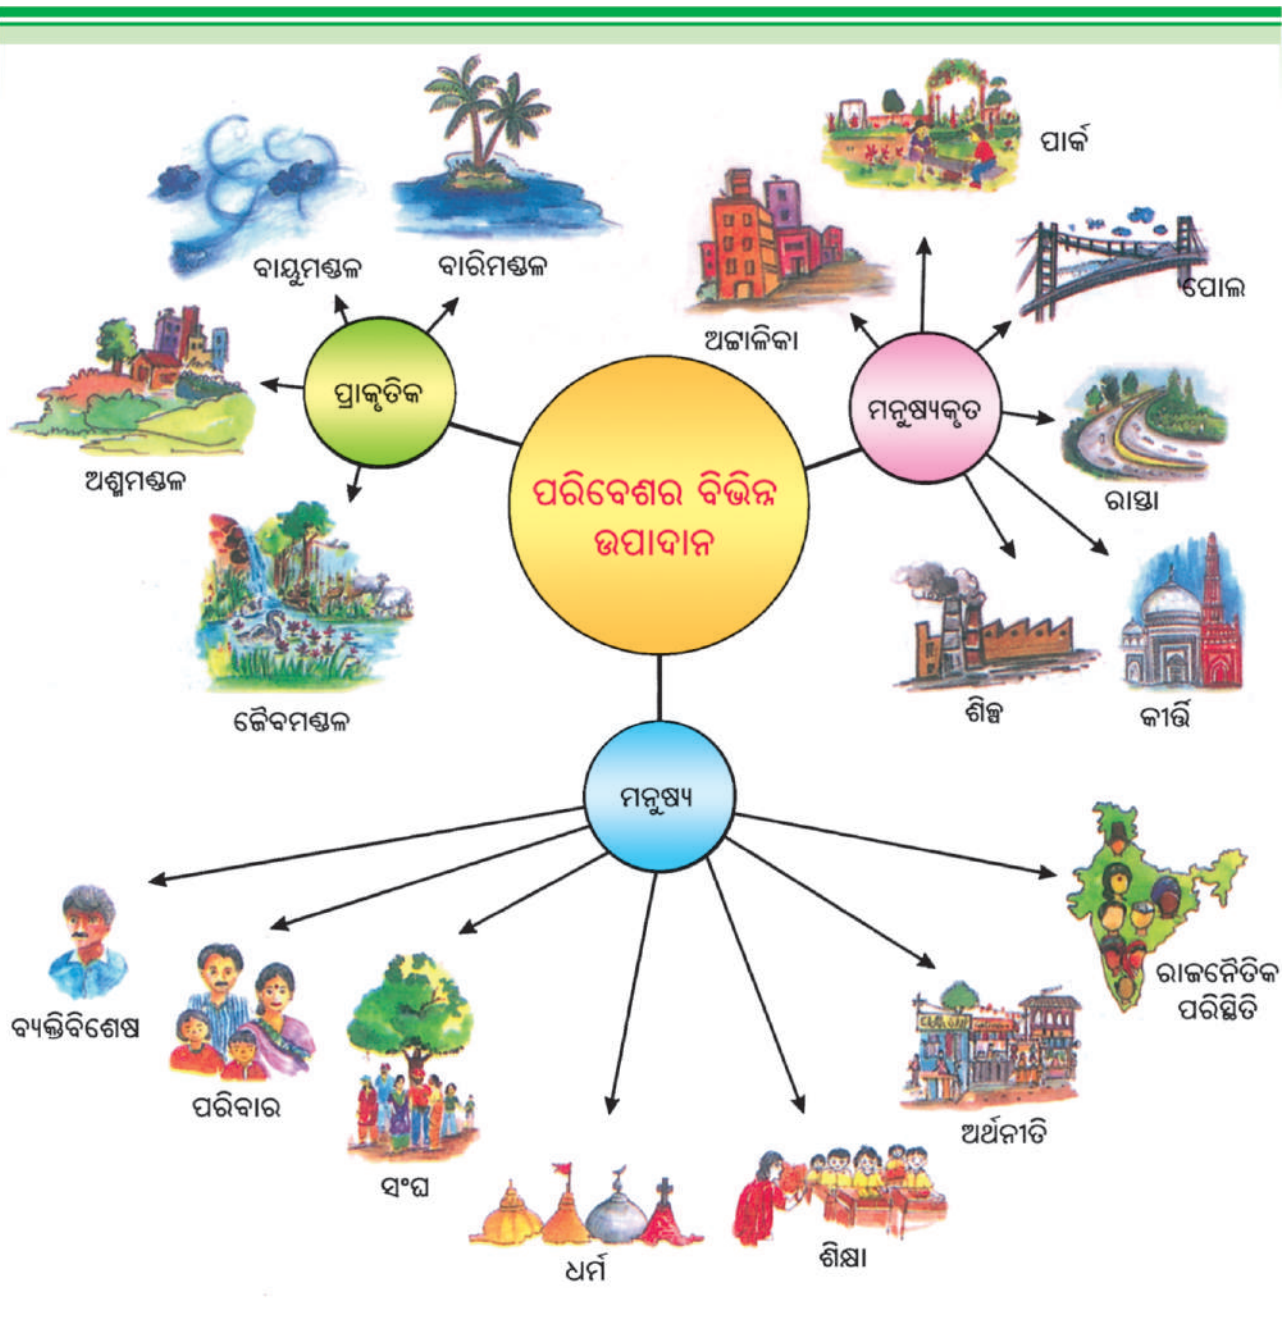 ପାର୍କ
ବାୟୁମଣ୍ଡଳ
ବାରିମଣ୍ଡଳ
ପୋଲ
ଅଟ୍ଟାଳିକା
ପ୍ରାକୃତିକ
ମନୁଷ୍ୟକୃତ
ଅଶ୍ମମଣ୍ଡଳ
ପରିବେଶର ବିଭିନ୍ନ
ଉପାଦାନ
ରାସ୍ତା
ଜୈବମଣ୍ଡଳ
ଶିଳ୍ପ
କୀର୍ତ୍ତି
ମନୁଷ୍ୟ
ବ୍ୟକ୍ତିବିଶେଷ
ପରିବାର
ସଂଘ
ଧର୍ମ
ଶିକ୍ଷା
ଅର୍ଥନୀତି
ରାଜନୈତିକ
ପରିସ୍ଥିତି